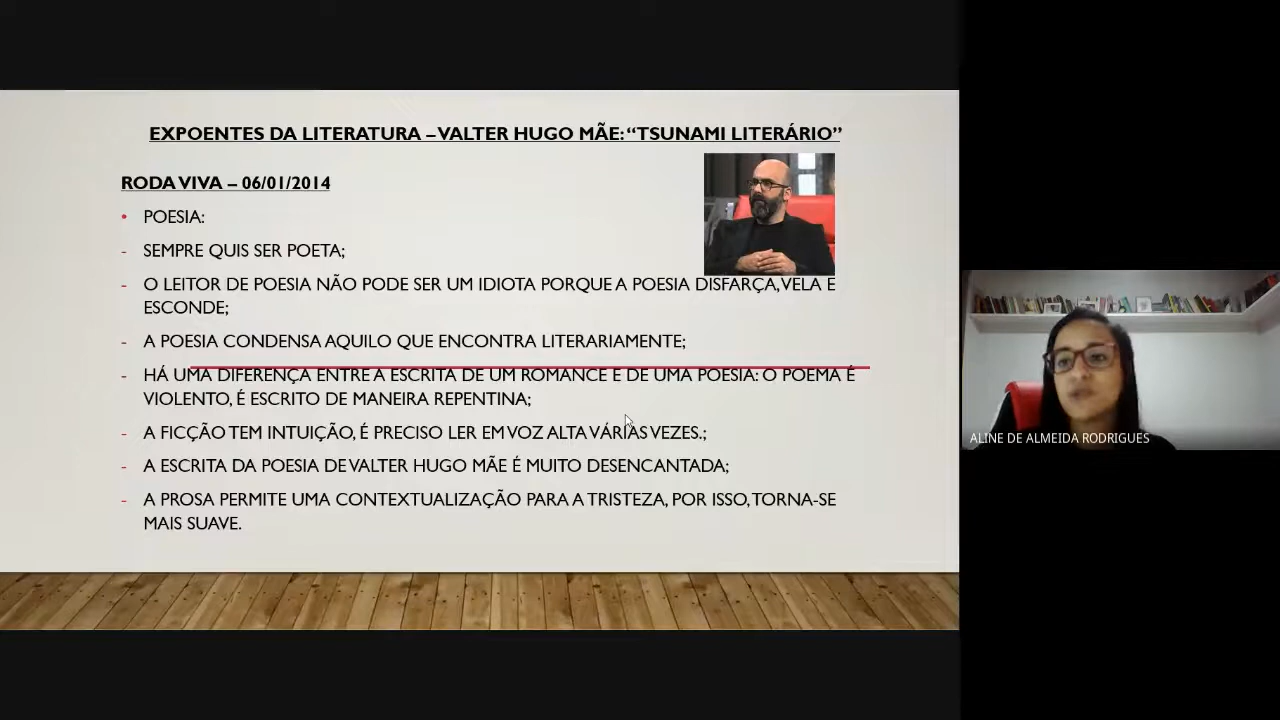 EXPOENTES DA LITERATURA – VALTER HUGO MÃE: “TSUNAMI LITERÁRIO”
RODA VIVA – 06/01/2014
• POESIA:
- SEMPRE QUIS SER POETA;
- O LEITOR DE POESIA NÃO PODE SER UM IDIOTA PORQUE A POESIA DISFARÇA, VELA E
ESCONDE;
- A POESIA CONDENSA AQUILO QUE ENCONTRA LITERARIAMENTE;
- HÁ UMA DIFERENÇA ENTRE A ESCRITA DE UM ROMANCE E DE UMA POESIA: O POEMA É
VIOLENTO, É ESCRITO DE MANEIRA REPENTINA;
- A FICÇÃO TEM INTUIÇÃO, É PRECISO LER EM VOZ ALTA VÁRIAS VEZES.;
- A ESCRITA DA POESIA DE VALTER HUGO MÃE É MUITO DESENCANTADA;
- A PROSA PERMITE UMA CONTEXTUALIZAÇÃO PARA A TRISTEZA, POR ISSO, TORNA-SE
MAIS SUAVE.
ALINE DE ALMEIDA RODRIGUES